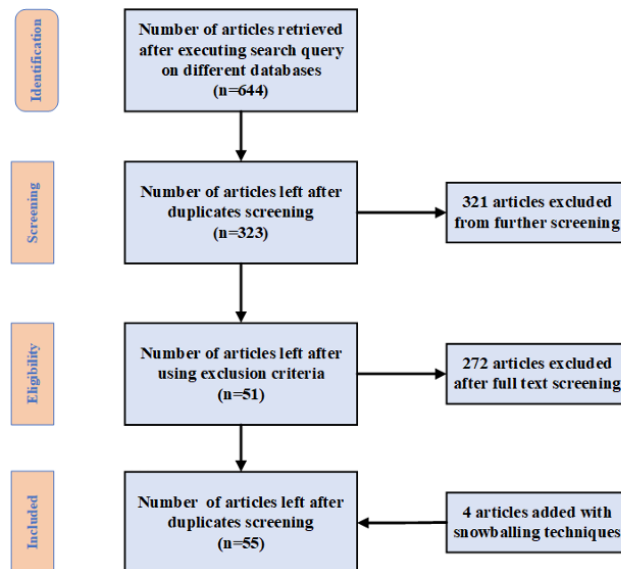 Identification
Number of articles retrieved
after executing search query
on different databases
(n=644)
Screening
Number of articles left after
duplicates screening
(n=323)
321 articles excluded
from further screening
Eligibility
Number of articles left after
using exclusion criteria
(n=51)
272 articles excluded
after full text screening
Included
Number of articles left after
duplicates screening
(n=55)
4 articles added with
snowballing techniques